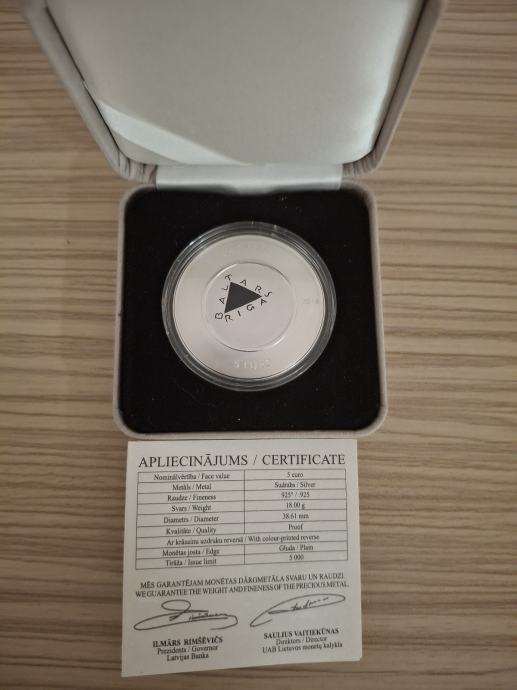 BALTARS
RIGA
2018
5 euro
APLIECINĀJUMS / CERTIFICATE
Nominālvērtība / Face value 5 euro
Metāls / Metal Sudrabs / Silver
Raudze / Fineness 925° / .925
Svars / Weight 18.00 g
Diametrs / Diameter 38.61 mm
Kvalitāte / Quality Proof
Ar krāsainu uzdruku reversā / With colour-printed reverse
Monētas josta / Edge Gluda / Plain
Tirāža / Issue limit 5 000
MĒS GARANTĒJAM MONĒTAS DĀRGMETĀLA SVARU UN RAUDZI.
WE GUARANTEE THE WEIGHT AND FINENESS OF THE PRECIOUS METAL.
ILMĀRS RIMŠĒVIČS
Prezidents / Governor
Latvijas Banka
SAULIUS VAITIEKŪNAS
Direktors / Director
UAB Lietuvos monetų kalykla